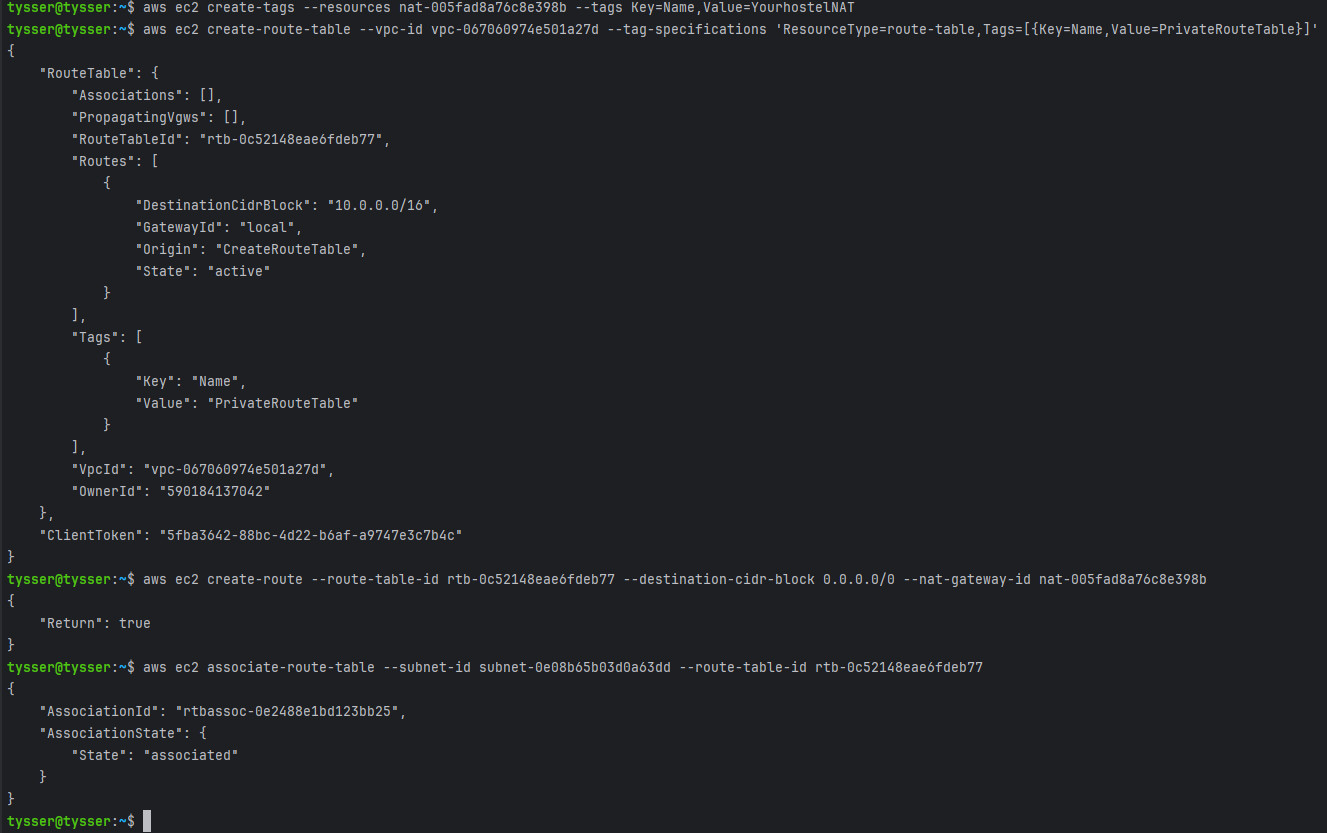 tysser@tysser:~$ aws ec2 create-tags --resources nat-005fad8a76c8e398b --tags Key=Name,Value=YourhostelNAT
tysser@tysser:~$ aws ec2 create-route-table --vpc-id vpc-067060974e501a27d --tag-specifications 'ResourceType=route-table,Tags=[{Key=Name,Value=PrivateRouteTable}]'
{
    "RouteTable": {
        "Associations": [],
        "PropagatingVgws": [],
        "RouteTableId": "rtb-0c52148eae6fdeb77",
        "Routes": [
            {
                "DestinationCidrBlock": "10.0.0.0/16",
                "GatewayId": "local",
                "Origin": "CreateRouteTable",
                "State": "active"
            }
        ],
        "Tags": [
            {
                "Key": "Name",
                "Value": "PrivateRouteTable"
            }
        ],
        "VpcId": "vpc-067060974e501a27d",
        "OwnerId": "590184137042"
    },
    "ClientToken": "5fba3642-88bc-4d22-b6af-a9747e3c7b4c"
}
tysser@tysser:~$ aws ec2 create-route --route-table-id rtb-0c52148eae6fdeb77 --destination-cidr-block 0.0.0.0/0 --nat-gateway-id nat-005fad8a76c8e398b
{
    "Return": true
}
tysser@tysser:~$ aws ec2 associate-route-table --subnet-id subnet-0e08b65b03d0a63dd --route-table-id rtb-0c52148eae6fdeb77
{
    "AssociationId": "rtbassoc-0e2488e1bd123bb25",
    "AssociationState": {
        "State": "associated"
    }
}
tysser@tysser:~$